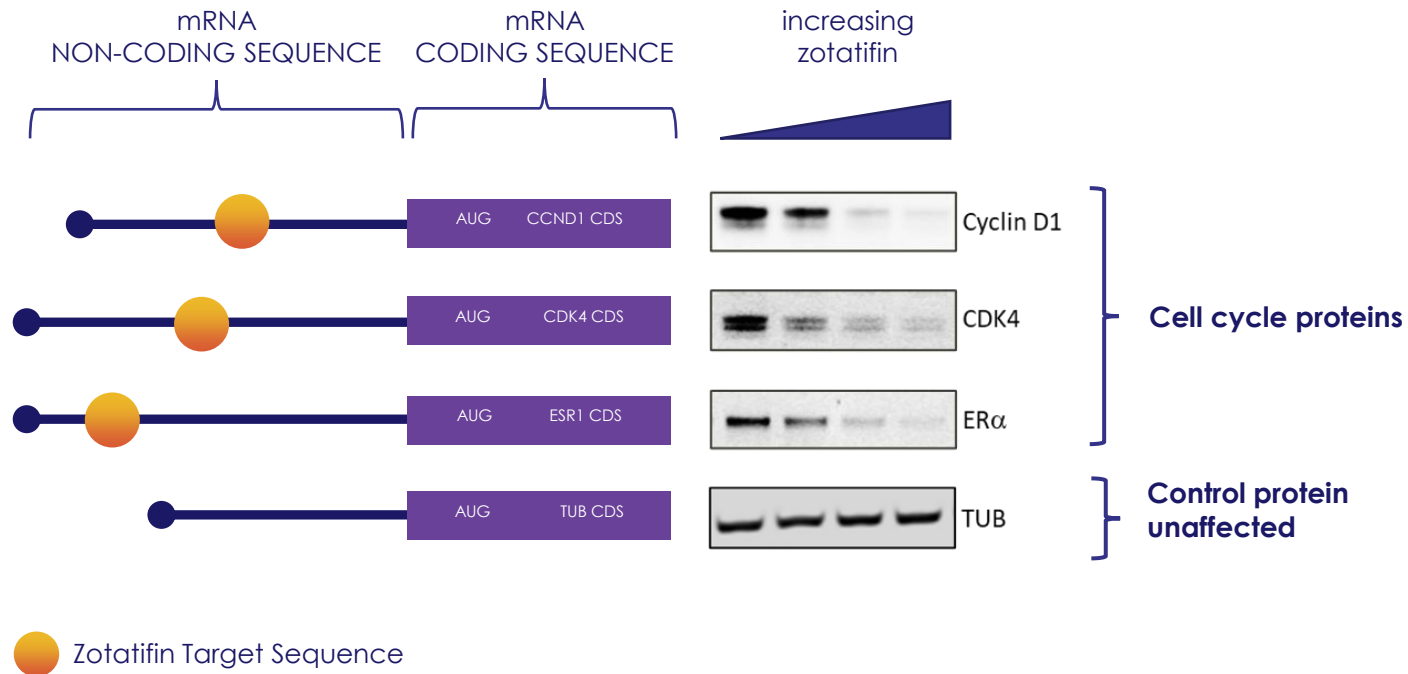 mRNA
NON-CODING SEQUENCE
mRNA
CODING SEQUENCE
increasing
zotatifin
AUG CCND1 CDS
Cyclin D1
AUG CDK4 CDS
CDK4
Cell cycle proteins
AUG ESR1 CDS
ERα
AUG TUB CDS
TUB
Control protein
unaffected
Zotatifin Target Sequence